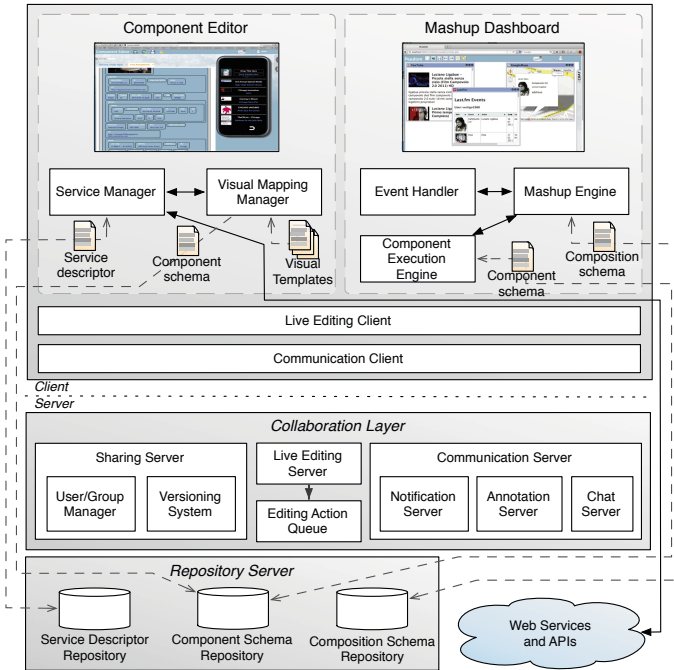 Component Editor
Mashup Dashboard
Last.fm Events
Service Manager
Visual Mapping
Manager
Event Handler
Mashup Engine
Service
descriptor
Component
schema
Visual
Templates
Component
Execution
Engine
Component
schema
Composition
schema
Live Editing Client
Communication Client
Client
Server
Collaboration Layer
Sharing Server
User/Group
Manager
Versioning
System
Live Editing
Server
Editing Action
Queue
Communication Server
Notification
Server
Annotation
Server
Chat
Server
Repository Server
Service Descriptor
Repository
Component Schema
Repository
Composition Schema
Repository
Web Services
and APIs